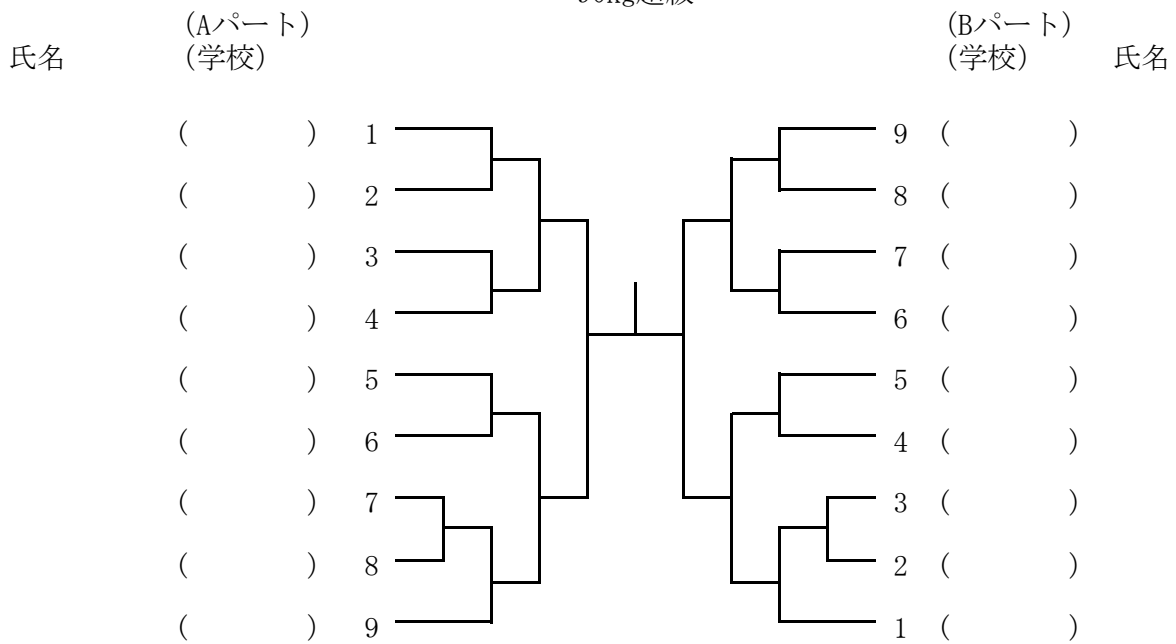 (Aパート) (Bパート)
氏名 (学校) (学校) 氏名
( ) 1 9 ( )
( ) 2 8 ( )
( ) 3 7 ( )
( ) 4 6 ( )
( ) 5 5 ( )
( ) 6 4 ( )
( ) 7 3 ( )
( ) 8 2 ( )
( ) 9 1 ( )